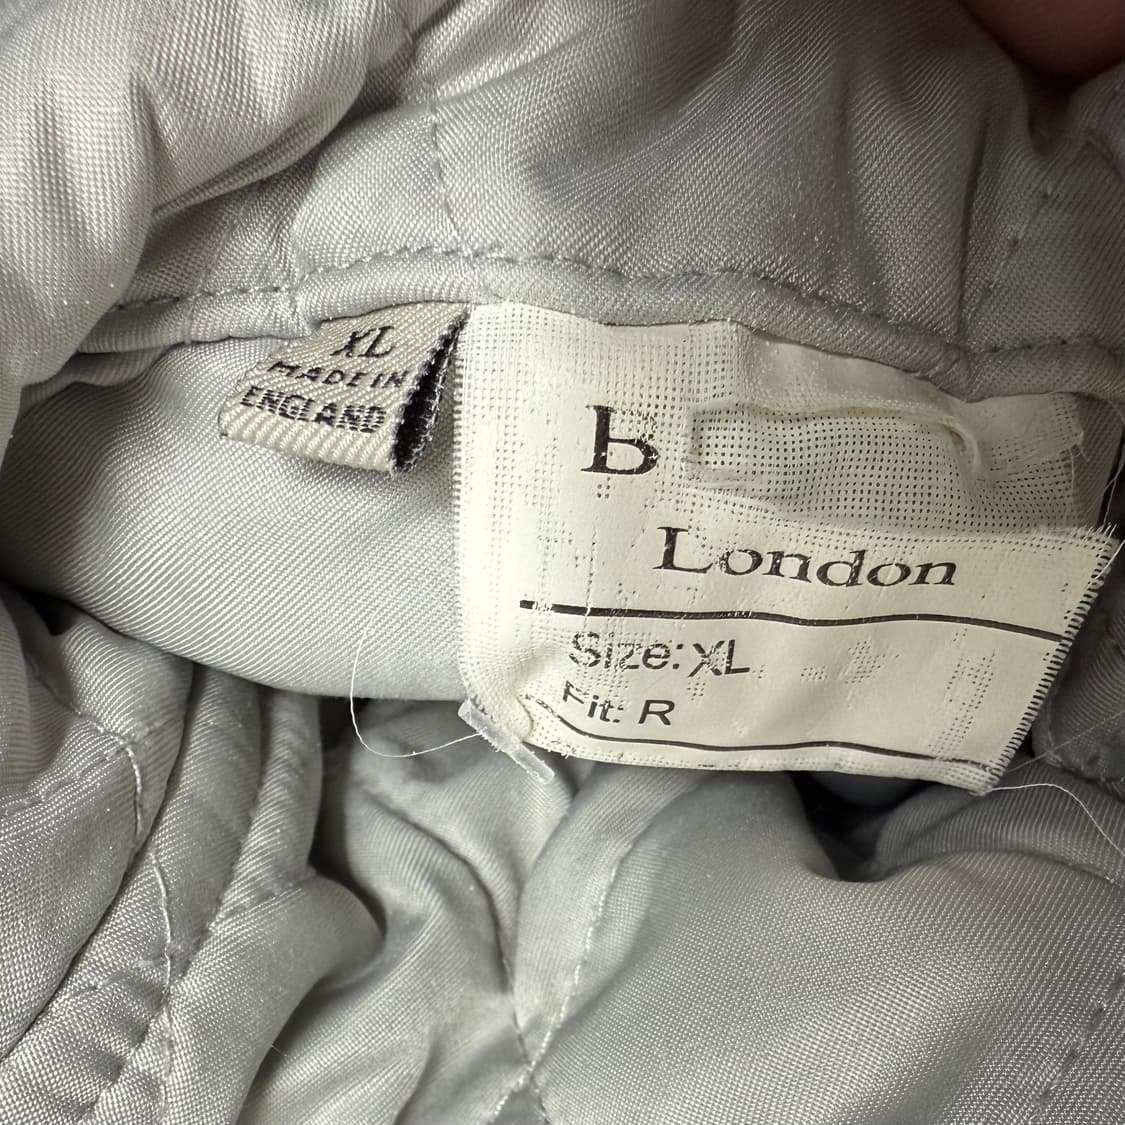 XL
MADE IN
ENGLAND
b
London
Size: XL
Fit: R